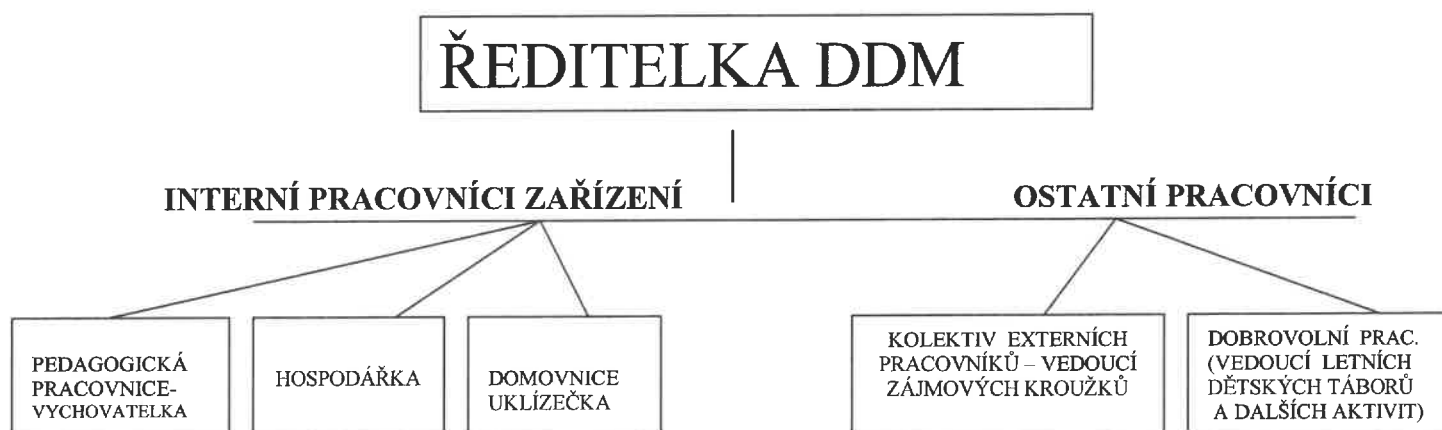 ŘEDITELKA DDM
INTERNÍ PRACOVNÍCI ZAŘÍZENÍ
OSTATNÍ PRACOVNÍCI
PEDAGOGICKÁ
PRACOVNICE-
VYCHOVATELKA
HOSPODÁŘKA
DOMOVNICE
UKLÍZEČKA
KOLEKTIV EXTERNÍCH
PRACOVNÍKŮ – VEDOUCÍ
ZÁJMOVÝCH KROUŽKŮ
DOBROVOLNÍ PRAC.
(VEDOUCÍ LETNÍCH
DĚTSKÝCH TÁBORŮ
A DALŠÍCH AKTIVIT)